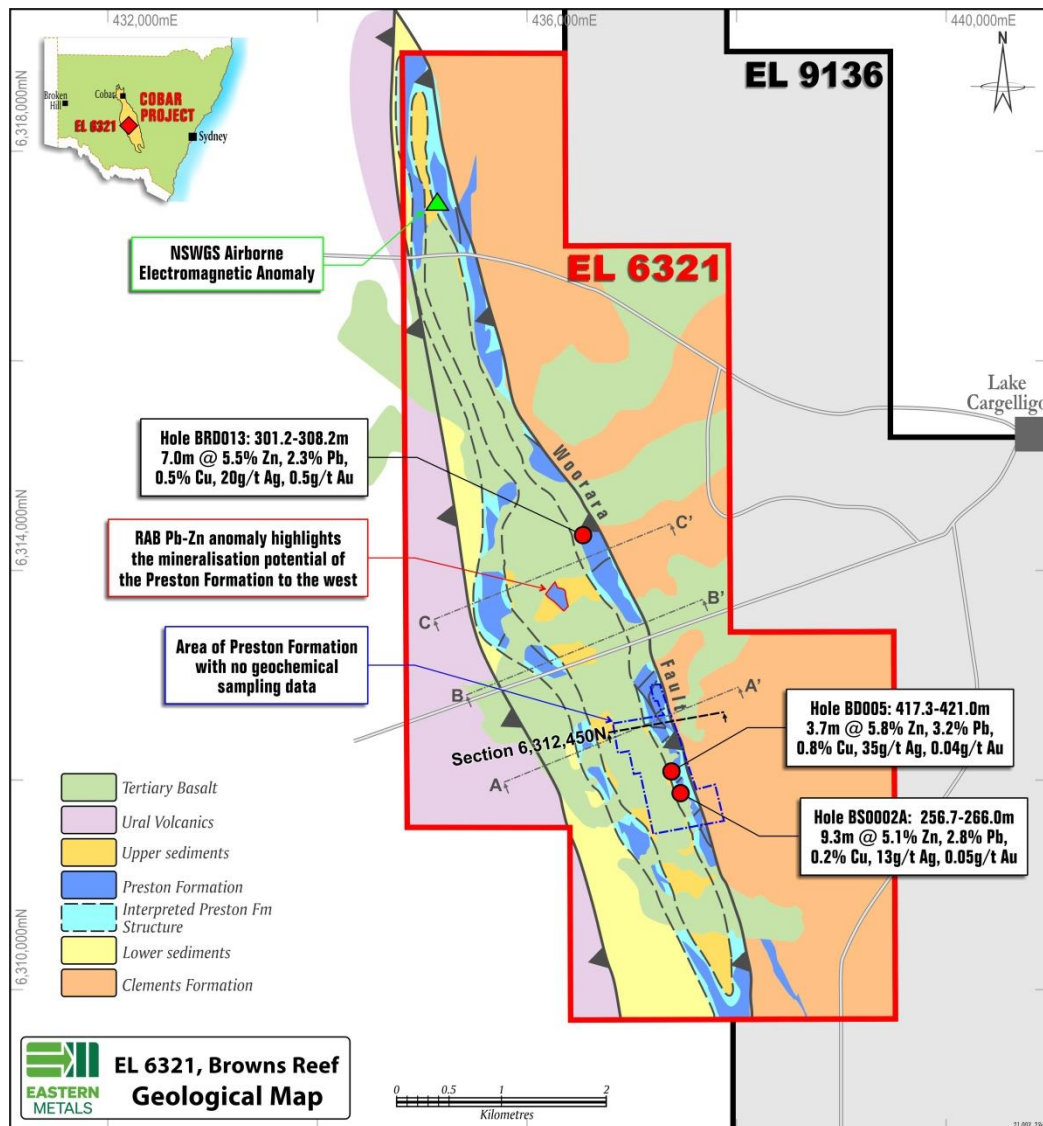 432,000mE
436,000mE
440,000mE
6,318,000mN
6,314,000mN
6,310,000mN
N
EL 9136
EL 6321
Broken
Hill
Cobar
COBAR
PROJECT
EL 6321
Sydney
NSWGS Airborne
Electromagnetic Anomaly
Lake
Cargelligo
Hole BRD013: 301.2-308.2m
7.0m @ 5.5% Zn, 2.3% Pb,
0.5% Cu, 20g/t Ag, 0.5g/t Au
Woorara
Fault
RAB Pb-Zn anomaly highlights
the mineralisation potential of
the Preston Formation to the west
C
C'
B
B'
A
A'
Area of Preston Formation
with no geochemical
sampling data
Section 6,312,450N
Hole BD005: 417.3-421.0m
3.7m @ 5.8% Zn, 3.2% Pb,
0.8% Cu, 35g/t Ag, 0.04g/t Au
Hole BS0002A: 256.7-266.0m
9.3m @ 5.1% Zn, 2.8% Pb,
0.2% Cu, 13g/t Ag, 0.05g/t Au
Tertiary Basalt
Ural Volcanics
Upper sediments
Preston Formation
Interpreted Preston Fm
Structure
Lower sediments
Clements Formation
EASTERN
METALS
EL 6321, Browns Reef
Geological Map
0 0.5 1 2
Kilometres